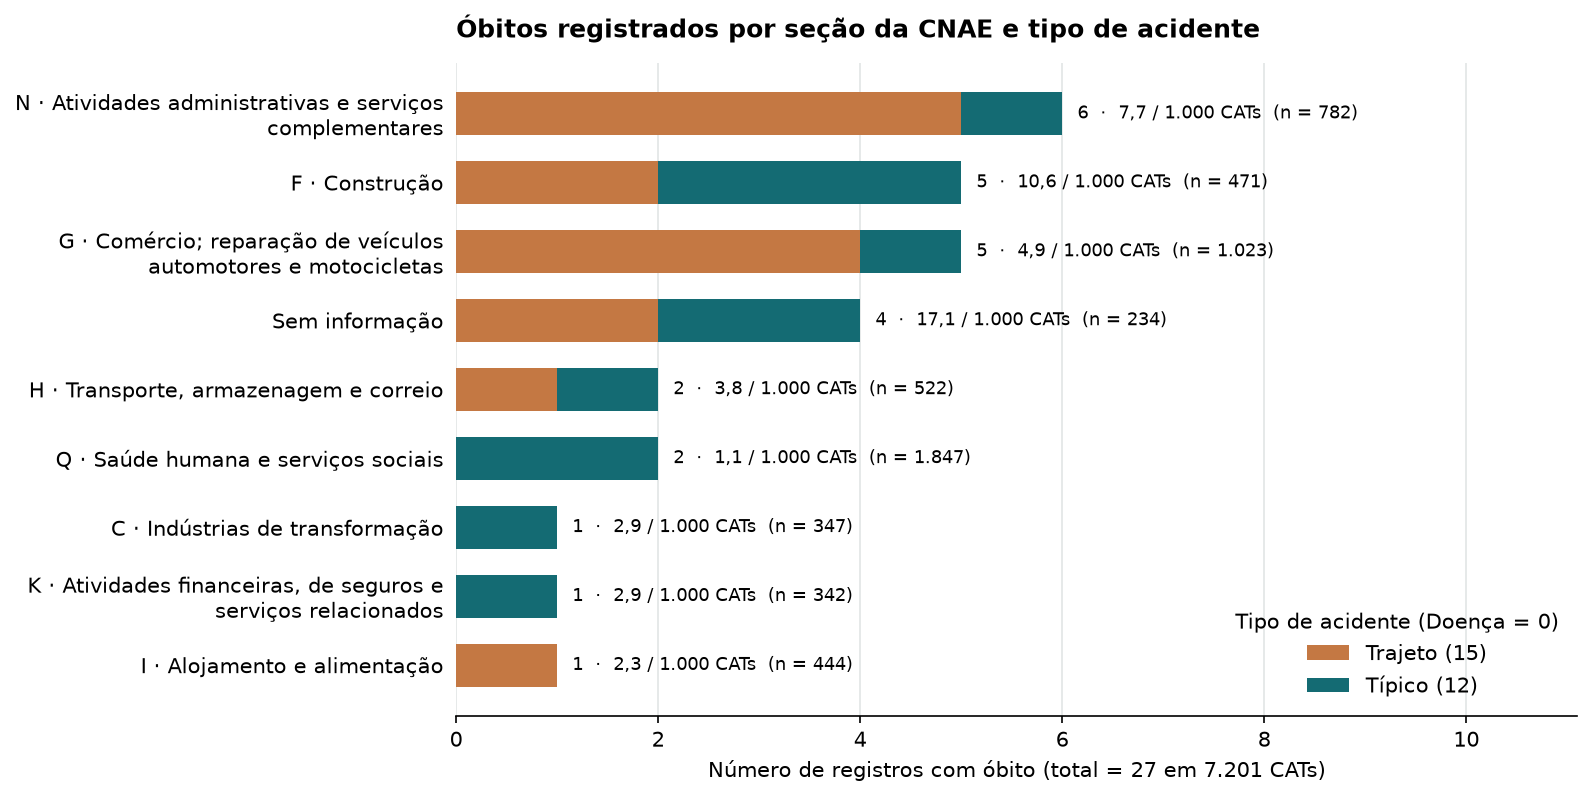 Óbitos registrados por seção da CNAE e tipo de acidente
N · Atividades administrativas e serviços
complementares
6 · 7,7 / 1.000 CATs (n = 782)
F · Construção
5 · 10,6 / 1.000 CATs (n = 471)
G · Comércio; reparação de veículos
automotores e motocicletas
5 · 4,9 / 1.000 CATs (n = 1.023)
Sem informação
4 · 17,1 / 1.000 CATs (n = 234)
H · Transporte, armazenagem e correio
2 · 3,8 / 1.000 CATs (n = 522)
Q · Saúde humana e serviços sociais
2 · 1,1 / 1.000 CATs (n = 1.847)
C · Indústrias de transformação
1 · 2,9 / 1.000 CATs (n = 347)
K · Atividades financeiras, de seguros e
serviços relacionados
1 · 2,9 / 1.000 CATs (n = 342)
I · Alojamento e alimentação
1 · 2,3 / 1.000 CATs (n = 444)
Tipo de acidente (Doença = 0)
Trajeto (15)
Típico (12)
0 2 4 6 8 10
Número de registros com óbito (total = 27 em 7.201 CATs)